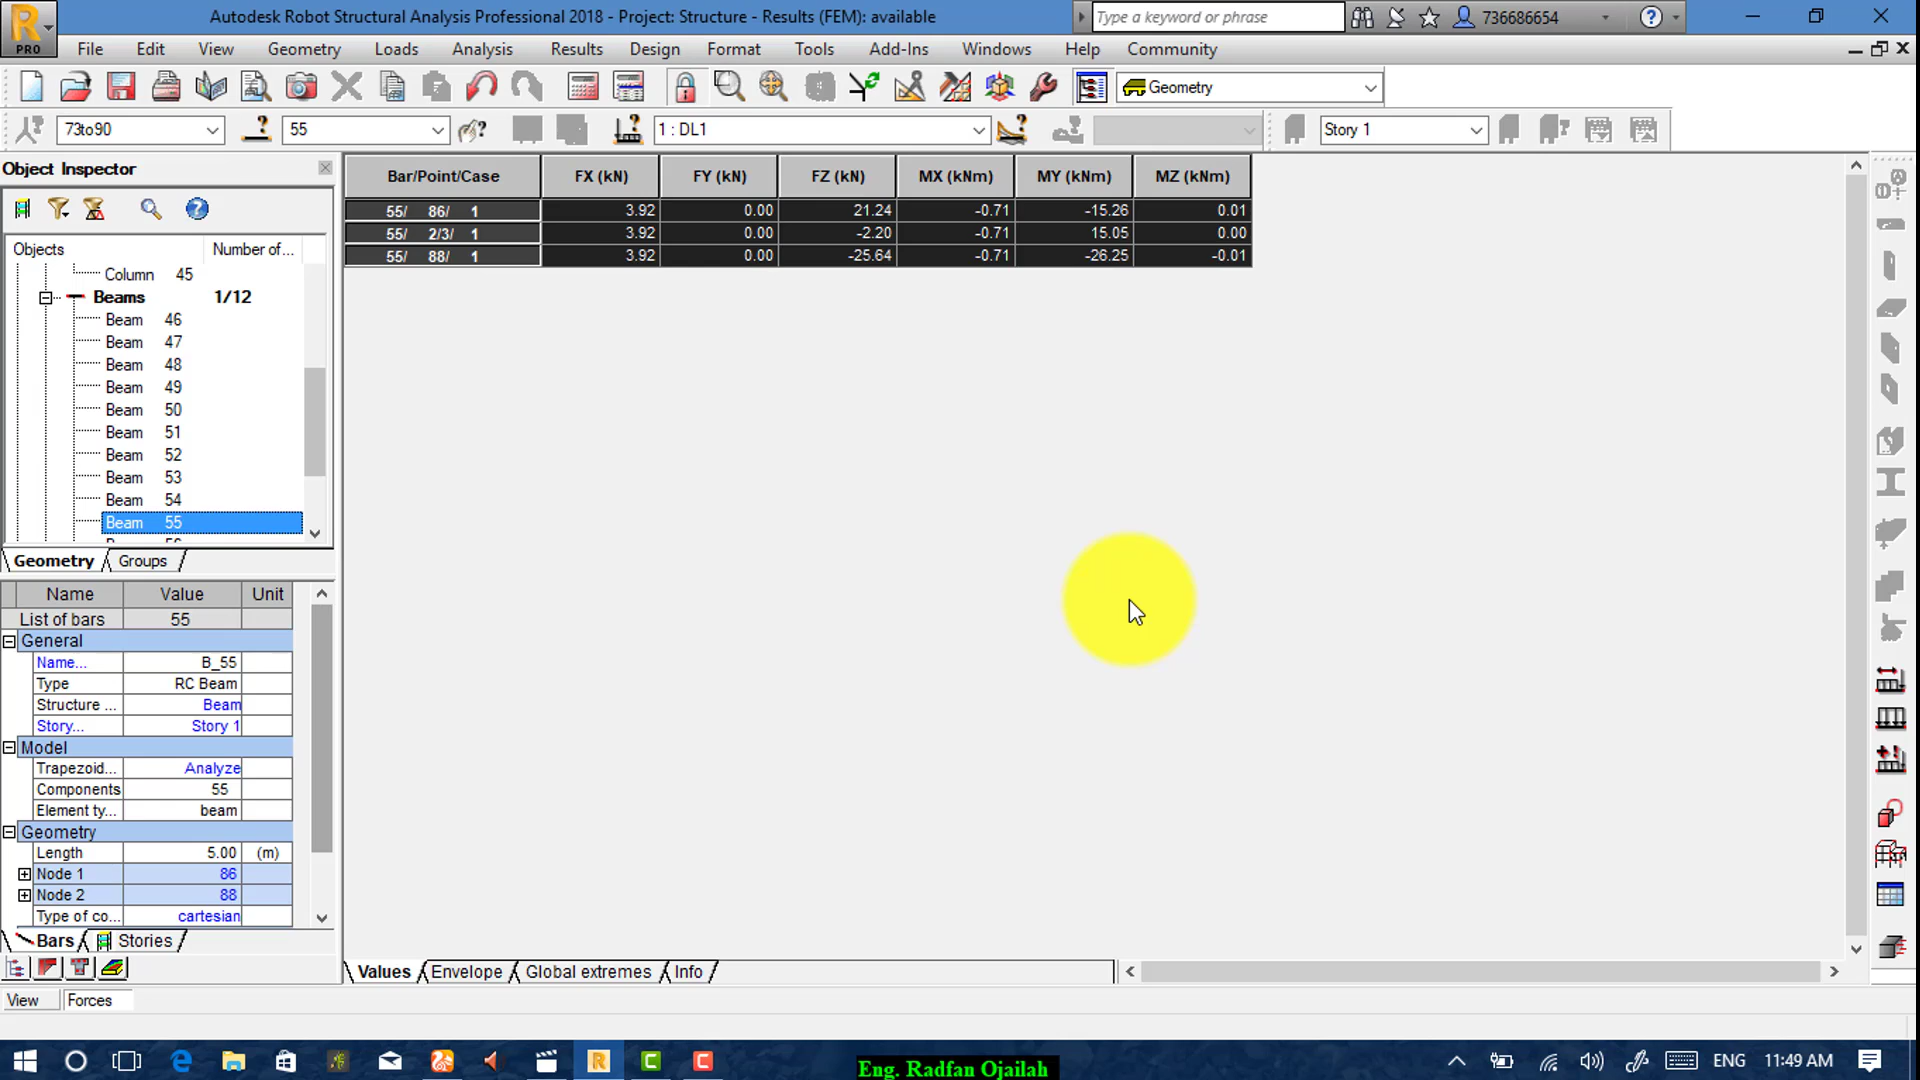 Autodesk Robot Structural Analysis Professional 2018 - Project: Structure - Results (FEM): available
Type a keyword or phrase
736686654
PRO
File Edit View Geometry Loads Analysis Results Design Format Tools Add-Ins Windows Help Community
Geometry
73to90
55
1 : DL1
Story 1
Object Inspector
Objects Number of...
Column 45
Beams 1/12
Beam 46
Beam 47
Beam 48
Beam 49
Beam 50
Beam 51
Beam 52
Beam 53
Beam 54
Beam 55
Geometry Groups
Name Value Unit
List of bars 55
General
Name... B_55
Type RC Beam
Structure ... Beam
Story... Story 1
Model
Trapezoid... Analyze
Components 55
Element ty... beam
Geometry
Length 5.00 (m)
Node 1 86
Node 2 88
Type of co... cartesian
Bars Stories
Bar/Point/Case FX (kN) FY (kN) FZ (kN) MX (kNm) MY (kNm) MZ (kNm)
55/ 86/ 1 3.92 0.00 21.24 -0.71 -15.26 0.01
55/ 2/3/ 1 3.92 0.00 -2.20 -0.71 15.05 0.00
55/ 88/ 1 3.92 0.00 -25.64 -0.71 -26.25 -0.01
Values Envelope Global extremes Info
View Forces
Eng. Radfan Ojailah
ENG 11:49 AM